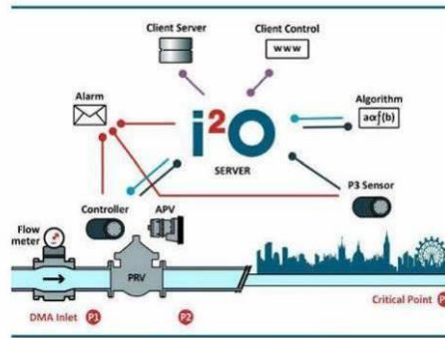 Client Server
Client Control
www
Alarm
Algorithm
aαƒ(b)
i2O
SERVER
P3 Sensor
Controller
APV
Flow
meter
PRV
DMA Inlet
P1
P2
Critical Point